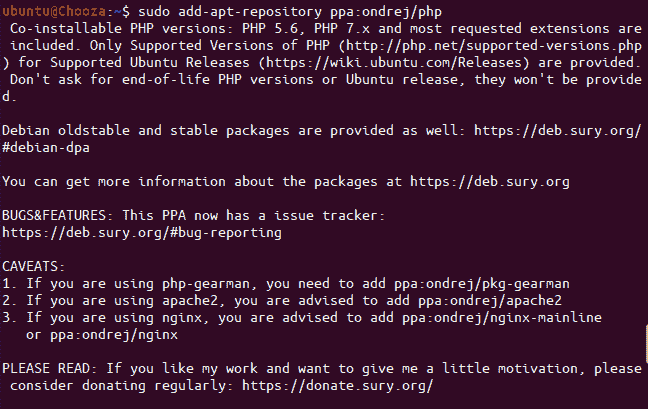 ubuntu@Chooza:~$ sudo add-apt-repository ppa:ondrej/php
 Co-installable PHP versions: PHP 5.6, PHP 7.x and most requested extensions are
 included. Only Supported Versions of PHP (http://php.net/supported-versions.php
) for Supported Ubuntu Releases (https://wiki.ubuntu.com/Releases) are provided.
 Don't ask for end-of-life PHP versions or Ubuntu release, they won't be provide
d.

Debian oldstable and stable packages are provided as well: https://deb.sury.org/
#debian-dpa

You can get more information about the packages at https://deb.sury.org

BUGS&FEATURES: This PPA now has a issue tracker:
https://deb.sury.org/#bug-reporting

CAVEATS:
1. If you are using php-gearman, you need to add ppa:ondrej/pkg-gearman
2. If you are using apache2, you are advised to add ppa:ondrej/apache2
3. If you are using nginx, you are advised to add ppa:ondrej/nginx-mainline
   or ppa:ondrej/nginx

PLEASE READ: If you like my work and want to give me a little motivation, please
 consider donating regularly: https://donate.sury.org/